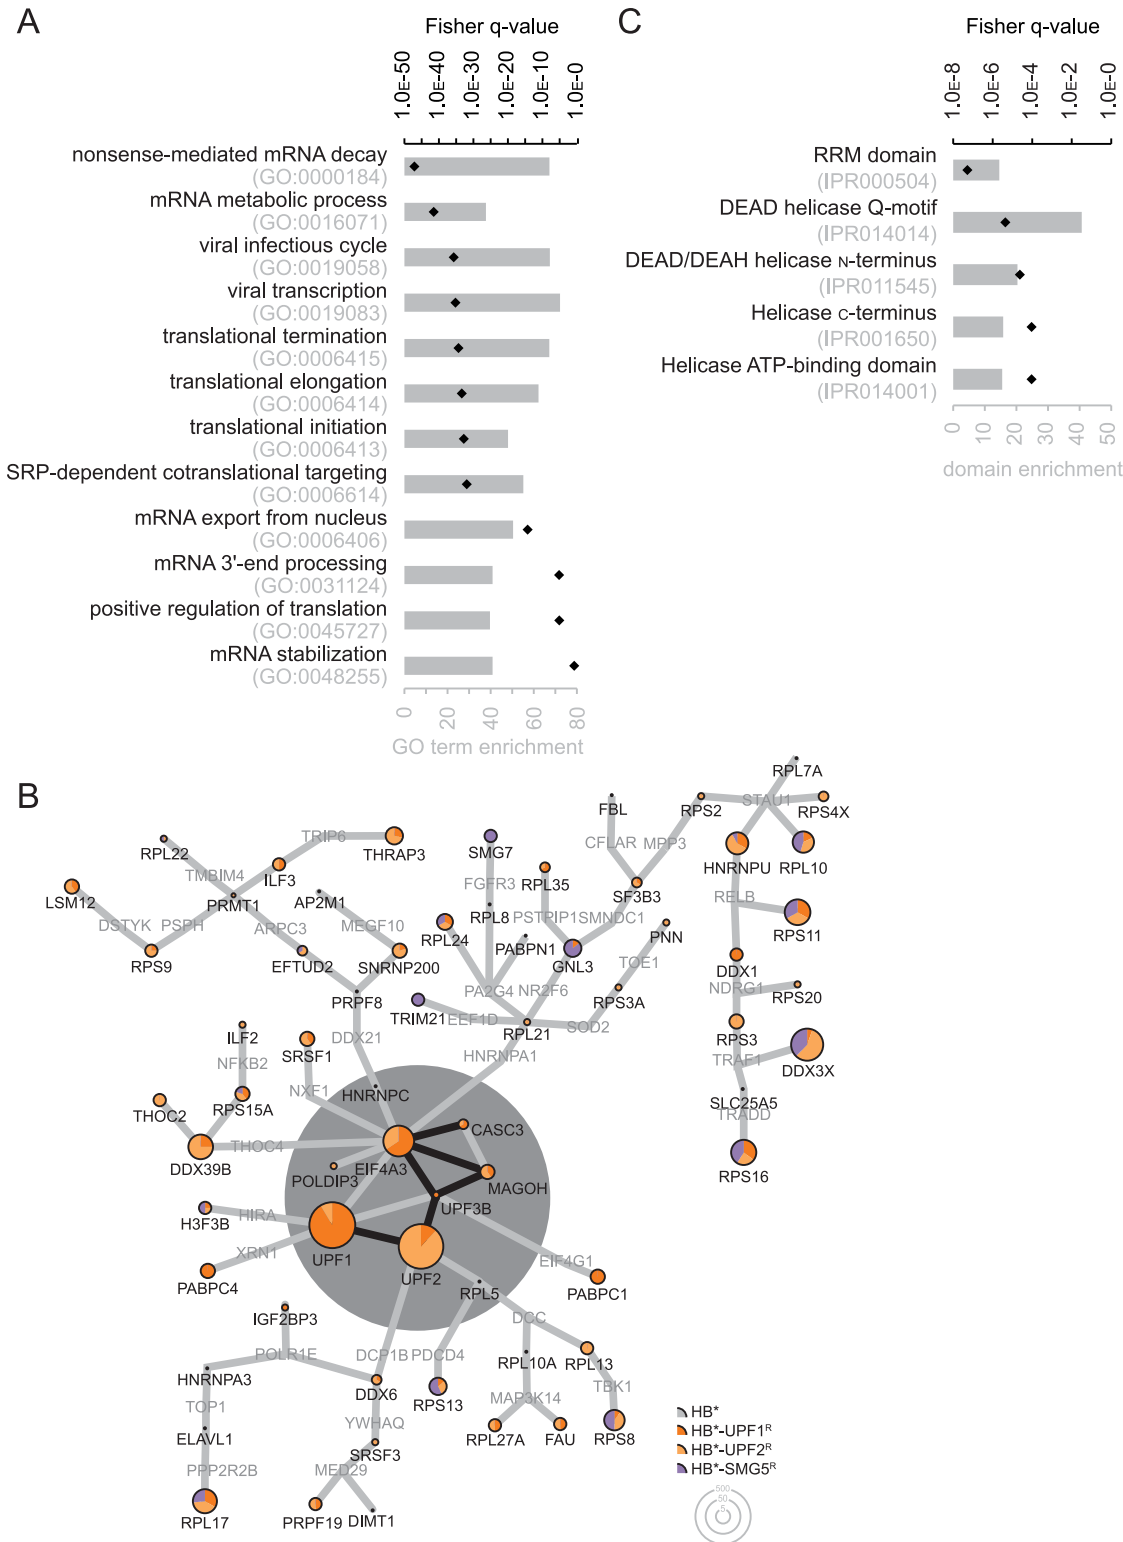 A
Fisher q-value
1.0E-50
1.0E-40
1.0E-30
1.0E-20
1.0E-10
1.0E-0
nonsense-mediated mRNA decay
(GO:0000184)
mRNA metabolic process
(GO:0016071)
viral infectious cycle
(GO:0019058)
viral transcription
(GO:0019083)
translational termination
(GO:0006415)
translational elongation
(GO:0006414)
translational initiation
(GO:0006413)
SRP-dependent cotranslational targeting
(GO:0006614)
mRNA export from nucleus
(GO:0006406)
mRNA 3'-end processing
(GO:0031124)
positive regulation of translation
(GO:0045727)
mRNA stabilization
(GO:0048255)
0
20
40
60
80
GO term enrichment
C
Fisher q-value
1.0E-8
1.0E-6
1.0E-4
1.0E-2
1.0E-0
RRM domain
(IPR000504)
DEAD helicase Q-motif
(IPR014014)
DEAD/DEAH helicase N-terminus
(IPR011545)
Helicase C-terminus
(IPR001650)
Helicase ATP-binding domain
(IPR014001)
0
10
20
30
40
50
domain enrichment
B
RPL7A
FBL
RPS2
STAU1
RPS4X
TRIP6
RPL22
THRAP3
SMG7
CFLAR
MPP3
HNRNPU
RPL10
TMBIM4
ILF3
FGFR3
RPL35
SF3B3
RELB
LSM12
PRMT1
AP2M1
RPL8
PSTRIP1
SMNDC1
RPS11
DSTYK
PSPH
ARPC3
MEGF10
RPL24
PABPN1
PNN
RPS9
EFTUD2
SNRNP200
GNL3
TOE1
DDX1
PA2G4
NR2F6
NDRG1
PRPF8
TRIM21
EEF1D
RPL21
RPS3A
SOD2
RPS20
RPS3
ILF2
SRSF1
DDX21
HNRNPA1
TRAF1
DDX3X
NFKB2
NXF1
HNRNPC
SLC25A5
THOC2
RPS15A
TRADD
CASC3
DDX39B
THOC4
POLDIP3
EIF4A3
MAGOH
RPS16
H3F3B
HIRA
UPF3B
XRN1
UPF1
UPF2
EIF4G1
PABPC4
RPL5
PABPC1
IGF2BP3
DCC
POLR1E
DCP1B
PDCD4
HNRNPA3
RPL10A
RPL13
DDX6
RPS13
TBK1
TOP1
MAP3K14
ELAVL1
YWHAQ
RPL27A
FAU
RPS8
SRSF3
PPP2R2B
MED29
RPL17
PRPF19
DIMT1
HB*
HB*-UPF1R
HB*-UPF2R
HB*-SMG5R
500
50
5